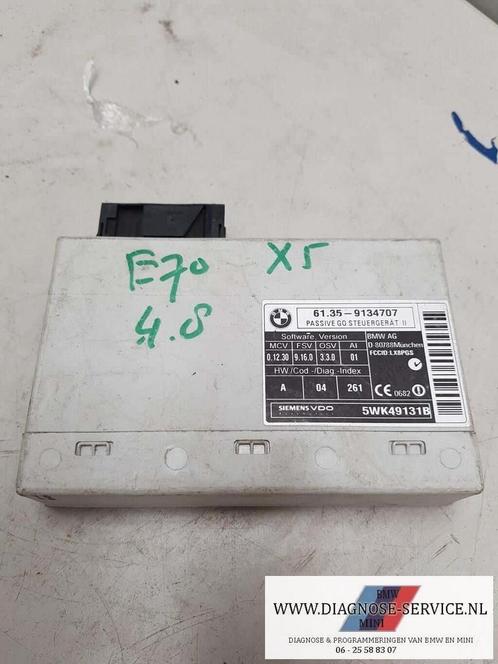 E70 X5
4.8
61.35 – 9134707
PASSIVE GO STEUERGERÄT II
Software. Version
MCV FSV OSV AI
0.12.30 9.16.0 3.3.0 01
HW./Cod -/Diag.-Index
A 04 261
BMW AG
D-80788München
FCCID:LXBPGS
CE 0682
SIEMENS VDO 5WK49131B
BMW
WWW.DIAGNOSE-SERVICE.NL
MINI
DIAGNOSE & PROGRAMMERINGEN VAN BMW EN MINI
06 - 25 58 83 07